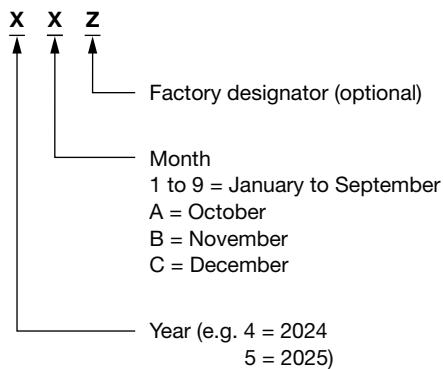 X X Z
Factory designator (optional)
Month
1 to 9 = January to September
A = October
B = November
C = December
Year (e.g. 4 = 2024
5 = 2025)